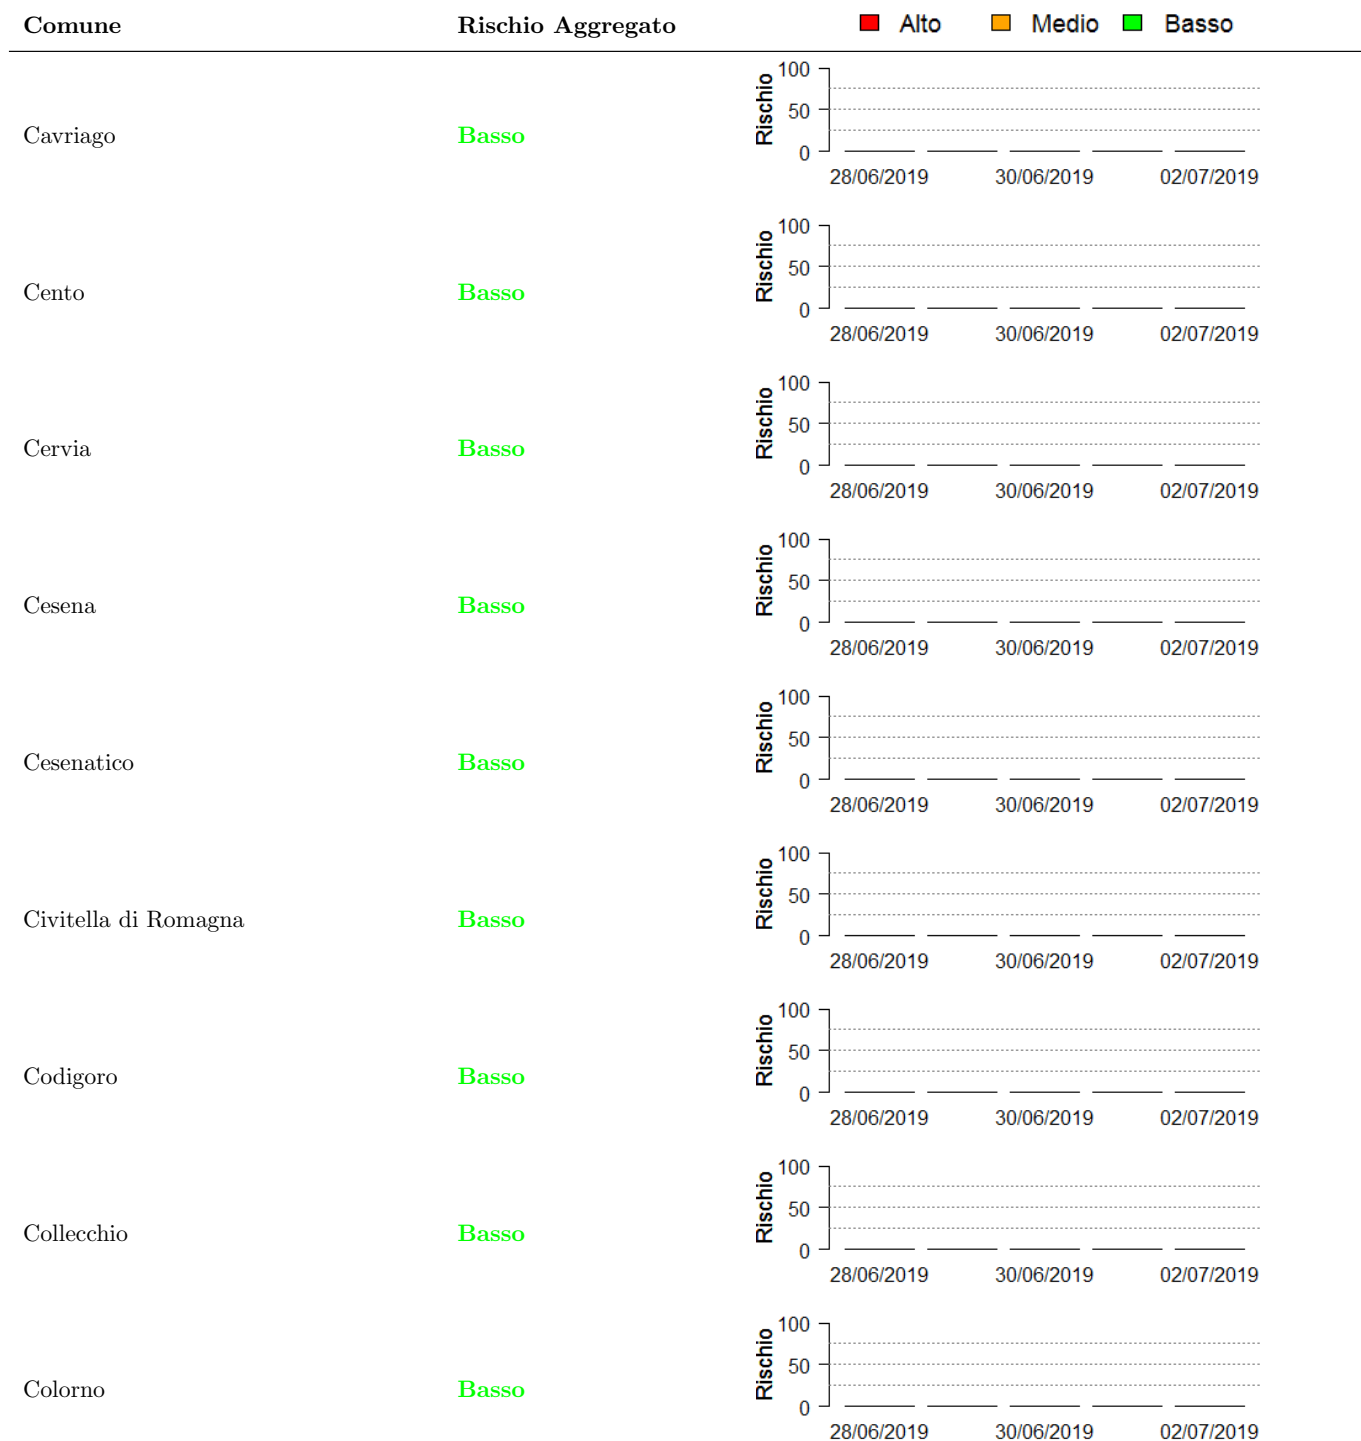 Comune Rischio Aggregato Alto Medio Basso
100
50
0
Rischio
Cavriago Basso
28/06/2019 30/06/2019 02/07/2019
100
50
0
Rischio
Cento Basso
28/06/2019 30/06/2019 02/07/2019
100
50
0
Rischio
Cervia Basso
28/06/2019 30/06/2019 02/07/2019
100
50
0
Rischio
Cesena Basso
28/06/2019 30/06/2019 02/07/2019
100
50
0
Rischio
Cesenatico Basso
28/06/2019 30/06/2019 02/07/2019
100
50
0
Rischio
Civitella di Romagna Basso
28/06/2019 30/06/2019 02/07/2019
100
50
0
Rischio
Codigoro Basso
28/06/2019 30/06/2019 02/07/2019
100
50
0
Rischio
Collecchio Basso
28/06/2019 30/06/2019 02/07/2019
100
50
0
Rischio
Colorno Basso
28/06/2019 30/06/2019 02/07/2019